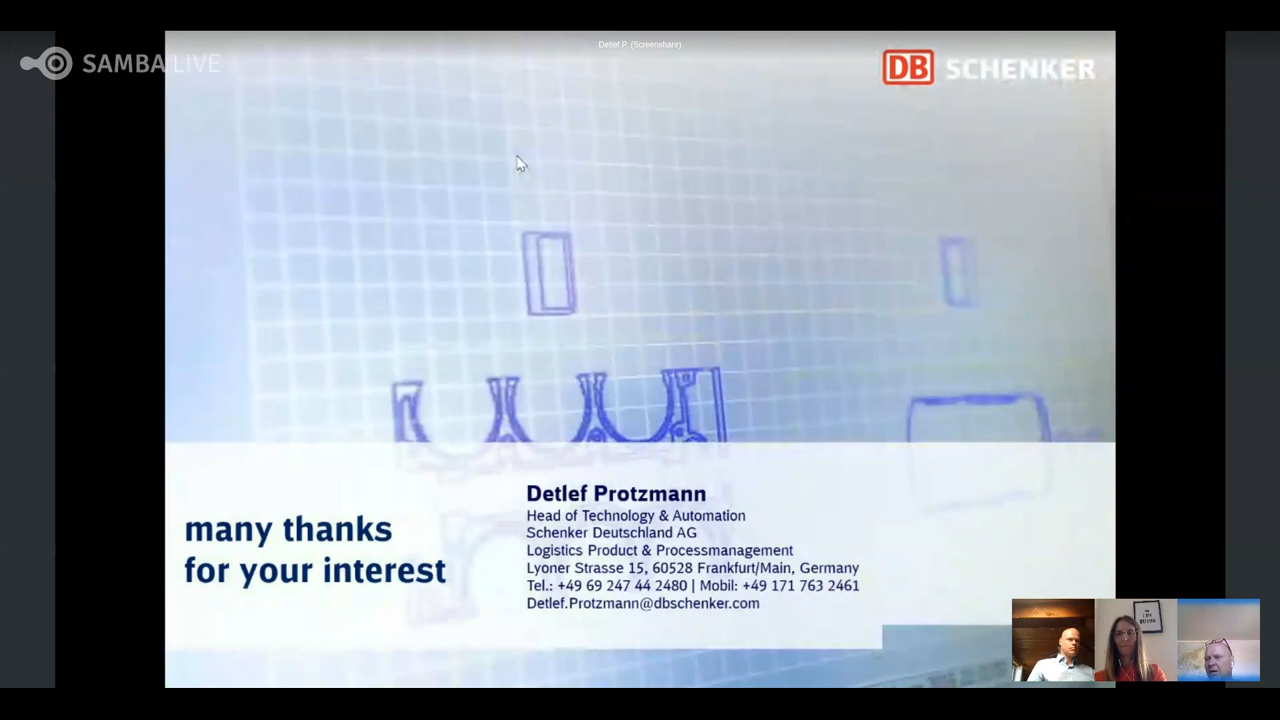 Detlef P. (Screenshare)
SAMBA LIVE
DB SCHENKER
many thanks
for your interest
Detlef Protzmann
Head of Technology & Automation
Schenker Deutschland AG
Logistics Product & Processmanagement
Lyoner Strasse 15, 60528 Frankfurt/Main, Germany
Tel.: +49 69 247 44 2480 | Mobil: +49 171 763 2461
Detlef.Protzmann@dbschenker.com